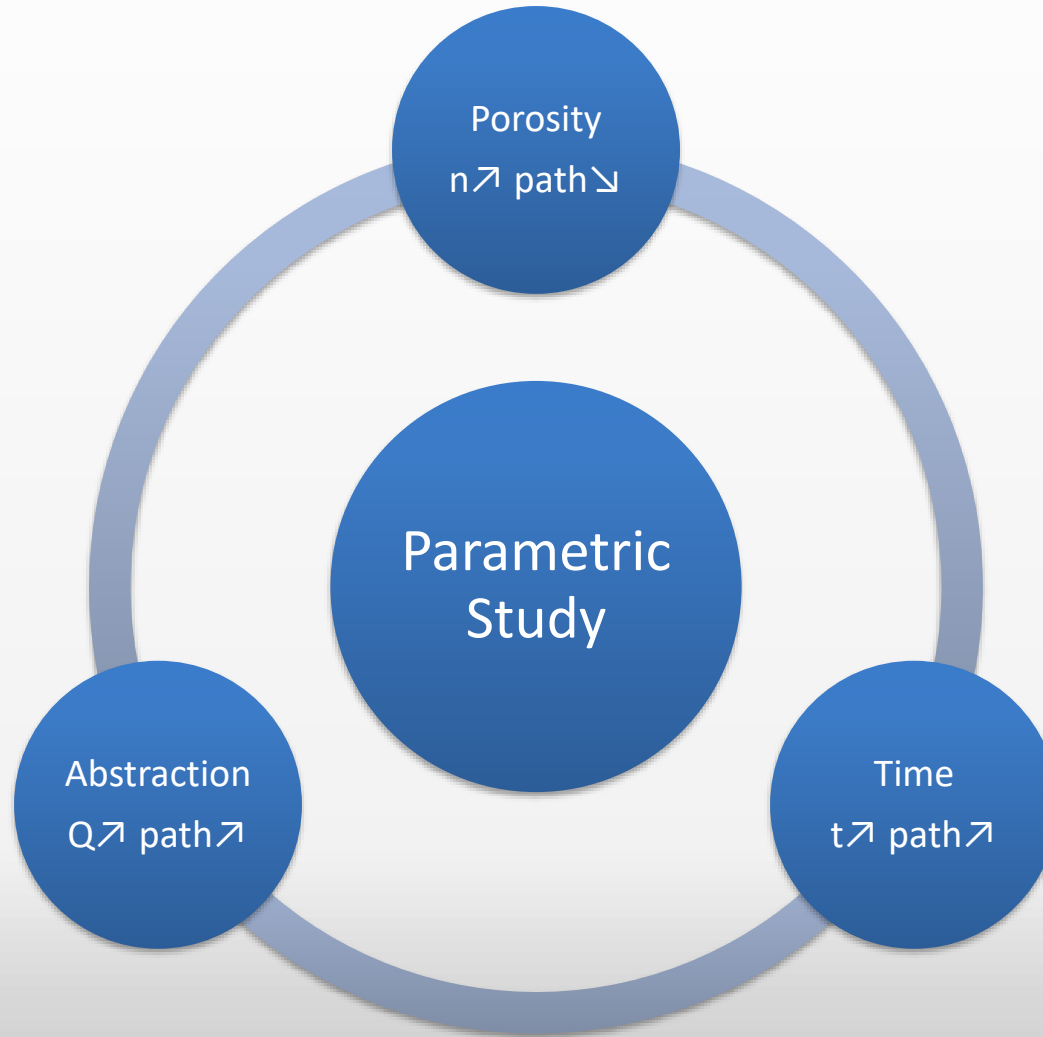 Porosity
n↗ path↘
Parametric
Study
Abstraction
Q↗ path↗
Time
t↗ path↗